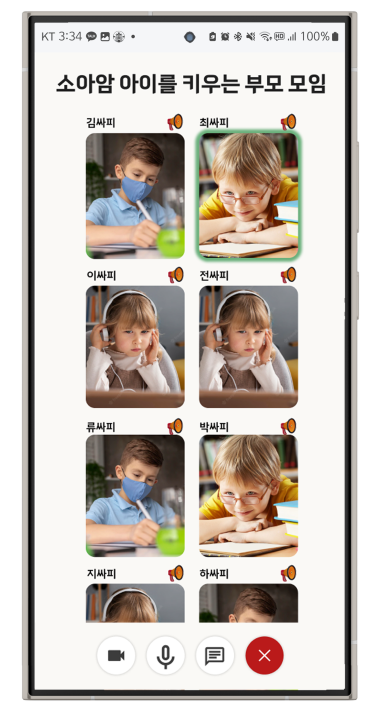 KT 3:34 100%
소아암 아이를 키우는 부모 모임
김싸피 최싸피
이싸피 전싸피
류싸피 박싸피
지싸피 하싸피